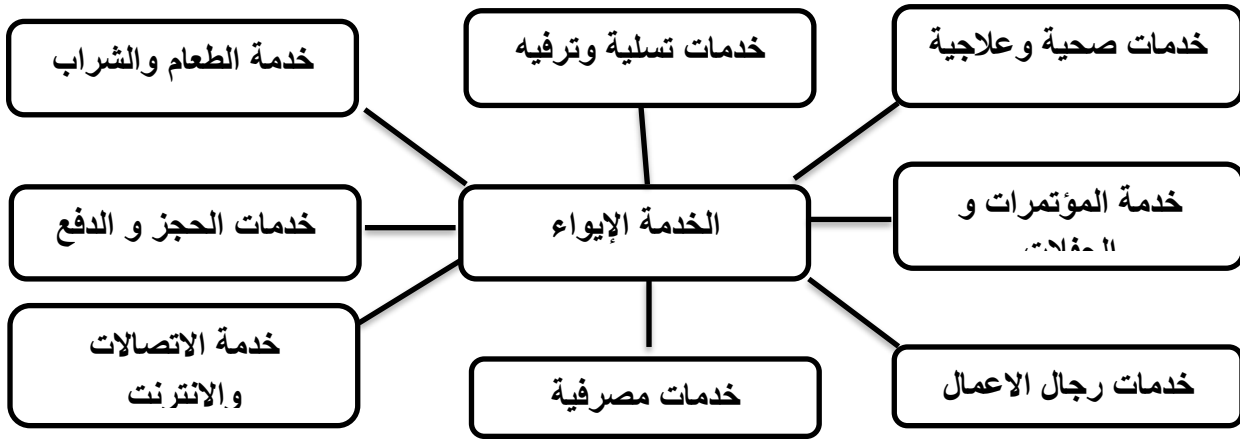 خدمات صحية وعلاجية
خدمات تسلية وترفيه
خدمة الطعام والشراب
خدمة المؤتمرات و
الحفلات
الخدمة الإيواء
خدمات الحجز و الدفع
خدمة الاتصالات
والانترنت
خدمات رجال الاعمال
خدمات مصرفية